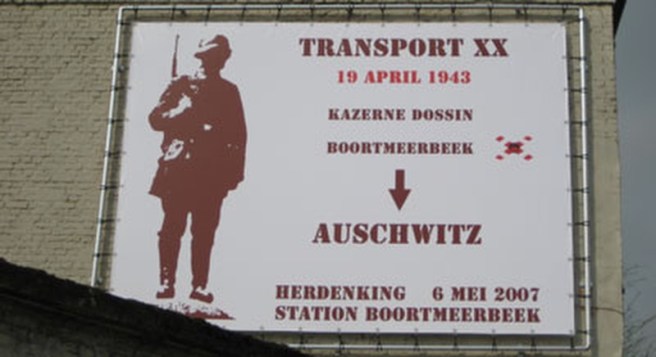 TRANSPORT XX
19 APRIL 1943
KAZERNE DOSSIN
BOORTMEERBEEK
AUSCHWITZ
HERDENKING 6 MEI 2007
STATION BOORTMEERBEEK